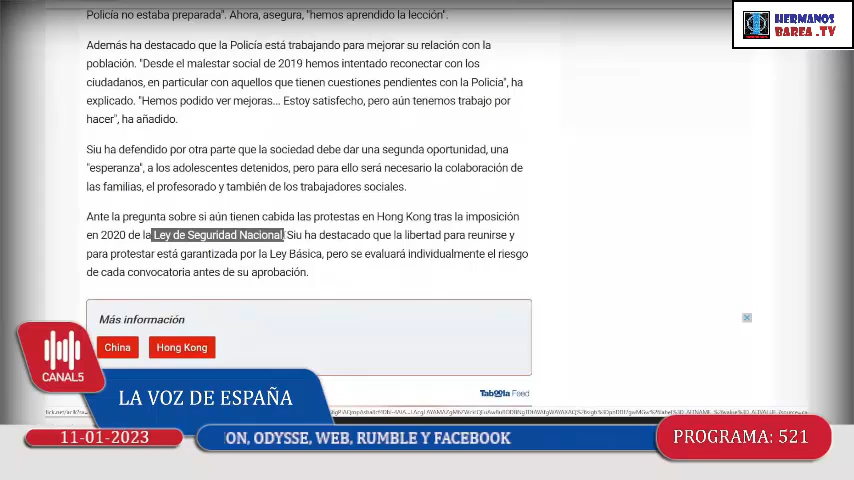 Policía no estaba preparada". Ahora, asegura, "hemos aprendido la lección".
HERMANOS
BAREA .TV
Además ha destacado que la Policía está trabajando para mejorar su relación con la
población. "Desde el malestar social de 2019 hemos intentado reconectar con los
ciudadanos, en particular con aquellos que tienen cuestiones pendientes con la Policía", ha
explicado. "Hemos podido ver mejoras... Estoy satisfecho, pero aún tenemos trabajo por
hacer", ha añadido.
Siu ha defendido por otra parte que la sociedad debe dar una segunda oportunidad, una
"esperanza", a los adolescentes detenidos, pero para ello será necesario la colaboración de
las familias, el profesorado y también de los trabajadores sociales.
Ante la pregunta sobre si aún tienen cabida las protestas en Hong Kong tras la imposición
en 2020 de la Ley de Seguridad Nacional, Siu ha destacado que la libertad para reunirse y
para protestar está garantizada por la Ley Básica, pero se evaluará individualmente el riesgo
de cada convocatoria antes de su aprobación.
Más información
China
Hong Kong
CANAL5
Taboola Feed
LA VOZ DE ESPAÑA
11-01-2023
ION, ODYSSE, WEB, RUMBLE Y FACEBOOK
PROGRAMA: 521